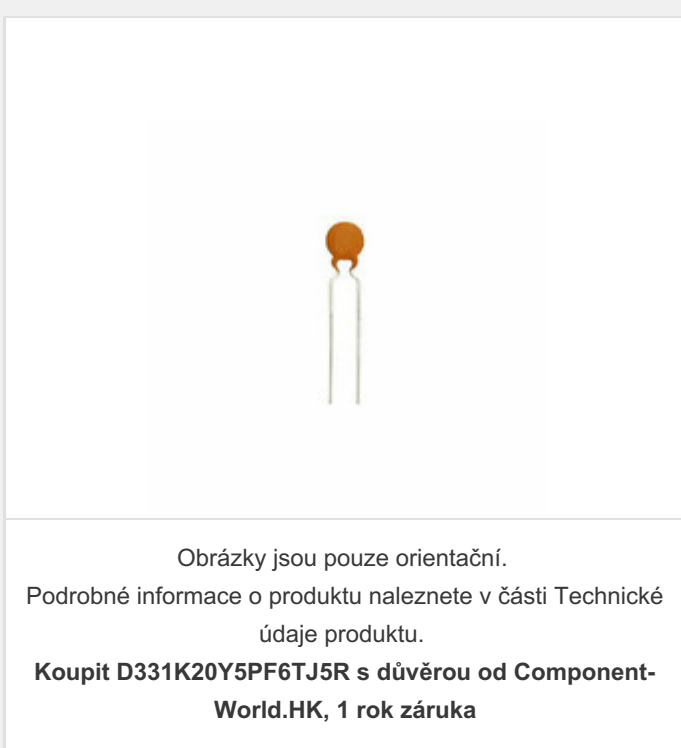 Obrázky jsou pouze orientační.
Podrobné informace o produktu naleznete v části Technické
údaje produktu.
Koupit D331K20Y5PF6TJ5R s důvěrou od Component-
World.HK, 1 rok záruka